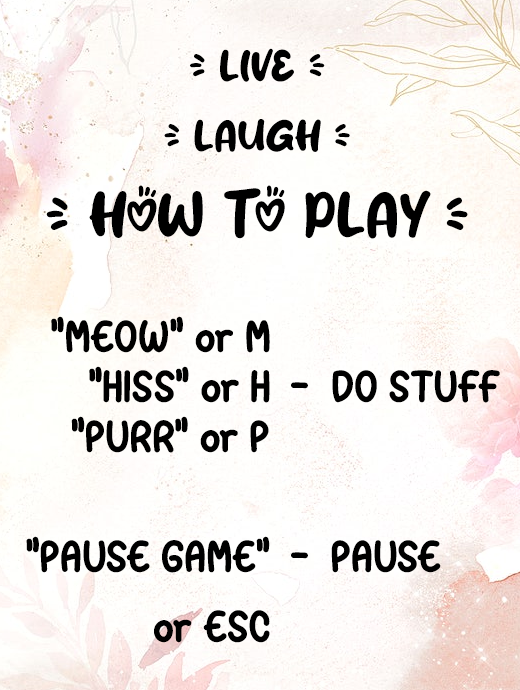 LIVE
LAUGH
HOW TO PLAY
"MEOW" or M
"HISS" or H - DO STUFF
"PURR" or P
"PAUSE GAME" - PAUSE
or ESC